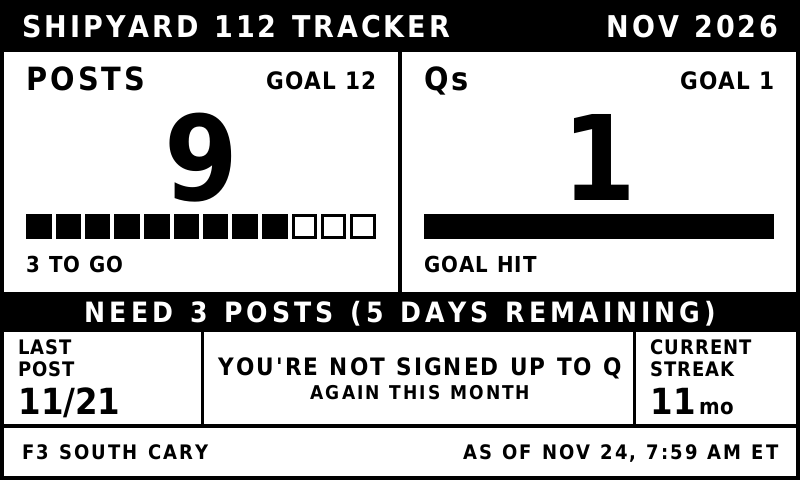 SHIPYARD 112 TRACKER NOV 2026
POSTS GOAL 12
9
3 TO GO
Qs GOAL 1
1
GOAL HIT
NEED 3 POSTS (5 DAYS REMAINING)
LAST
POST
11/21
YOU'RE NOT SIGNED UP TO Q
AGAIN THIS MONTH
CURRENT
STREAK
11 mo
F3 SOUTH CARY AS OF NOV 24, 7:59 AM ET